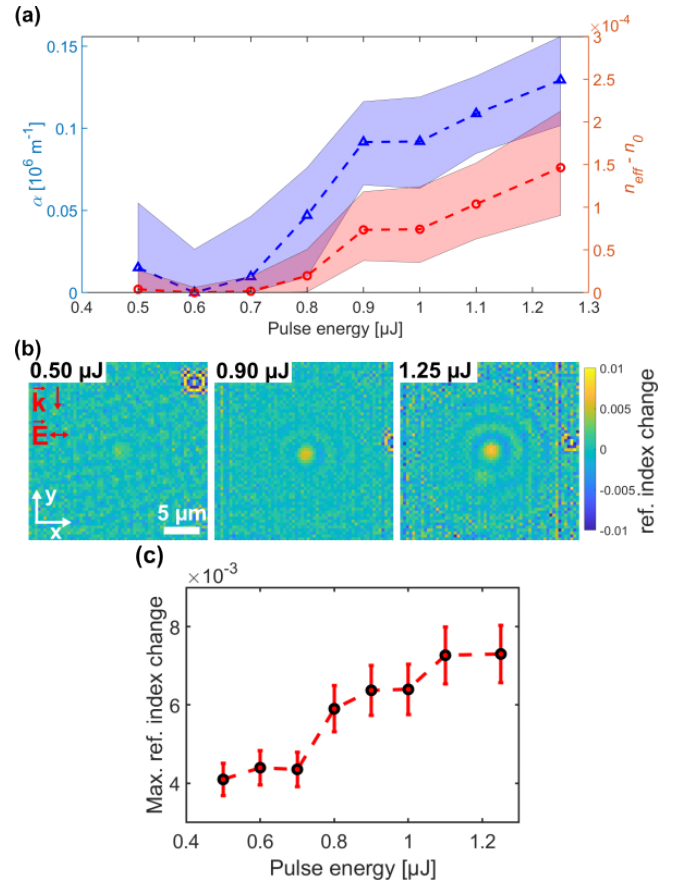 (a)
×10⁻⁴
0.15
0.1
0.05
0
α [10⁶ m⁻¹]
3
2.5
2
1.5
1
0.5
0
n_eff - n_0
0.4 0.5 0.6 0.7 0.8 0.9 1 1.1 1.2 1.3
Pulse energy [µJ]
(b)
0.50 µJ
0.90 µJ
1.25 µJ
k
E
y
x
5 µm
0.01
0.005
0
-0.005
-0.01
ref. index change
(c)
×10⁻³
8
6
4
Max. ref. index change
0.4 0.6 0.8 1 1.2
Pulse energy [µJ]